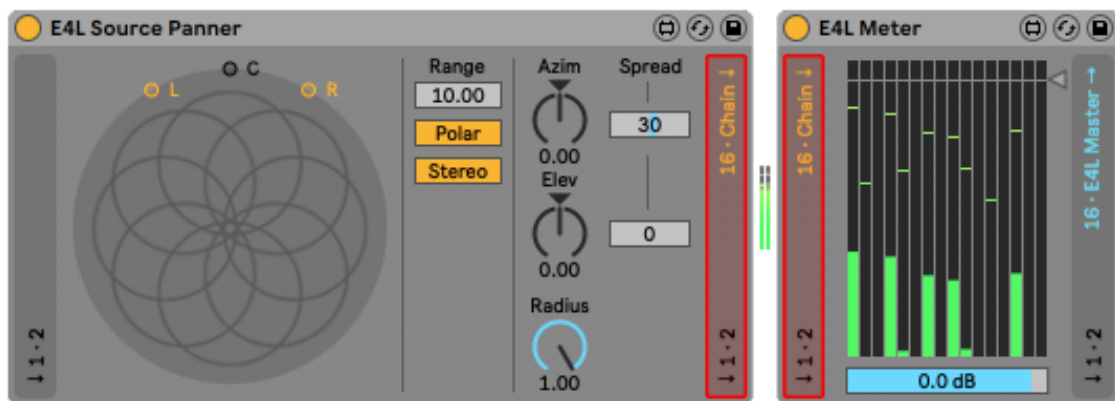 E4L Source Panner
↓ 1 · 2
L
C
R
Range
10.00
Polar
Stereo
Azim
0.00
Elev
0.00
Radius
1.00
Spread
30
0
16 · Chain ↓
↓ 1 · 2
E4L Meter
16 · Chain ↓
↓ 1 · 2
0.0 dB
16 · E4L Master →
↓ 1 · 2